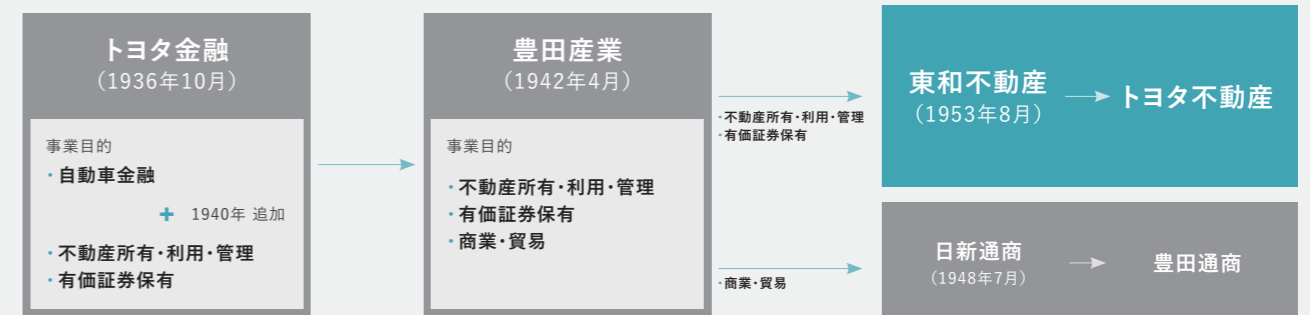 トヨタ金融
（1936年10月）
事業目的
・自動車金融
+ 1940年 追加
・不動産所有・利用・管理
・有価証券保有
豊田産業
（1942年4月）
事業目的
・不動産所有・利用・管理
・有価証券保有
・商業・貿易
・不動産所有・利用・管理
・有価証券保有
・商業・貿易
東和不動産
（1953年8月）
トヨタ不動産
日新通商
（1948年7月）
豊田通商